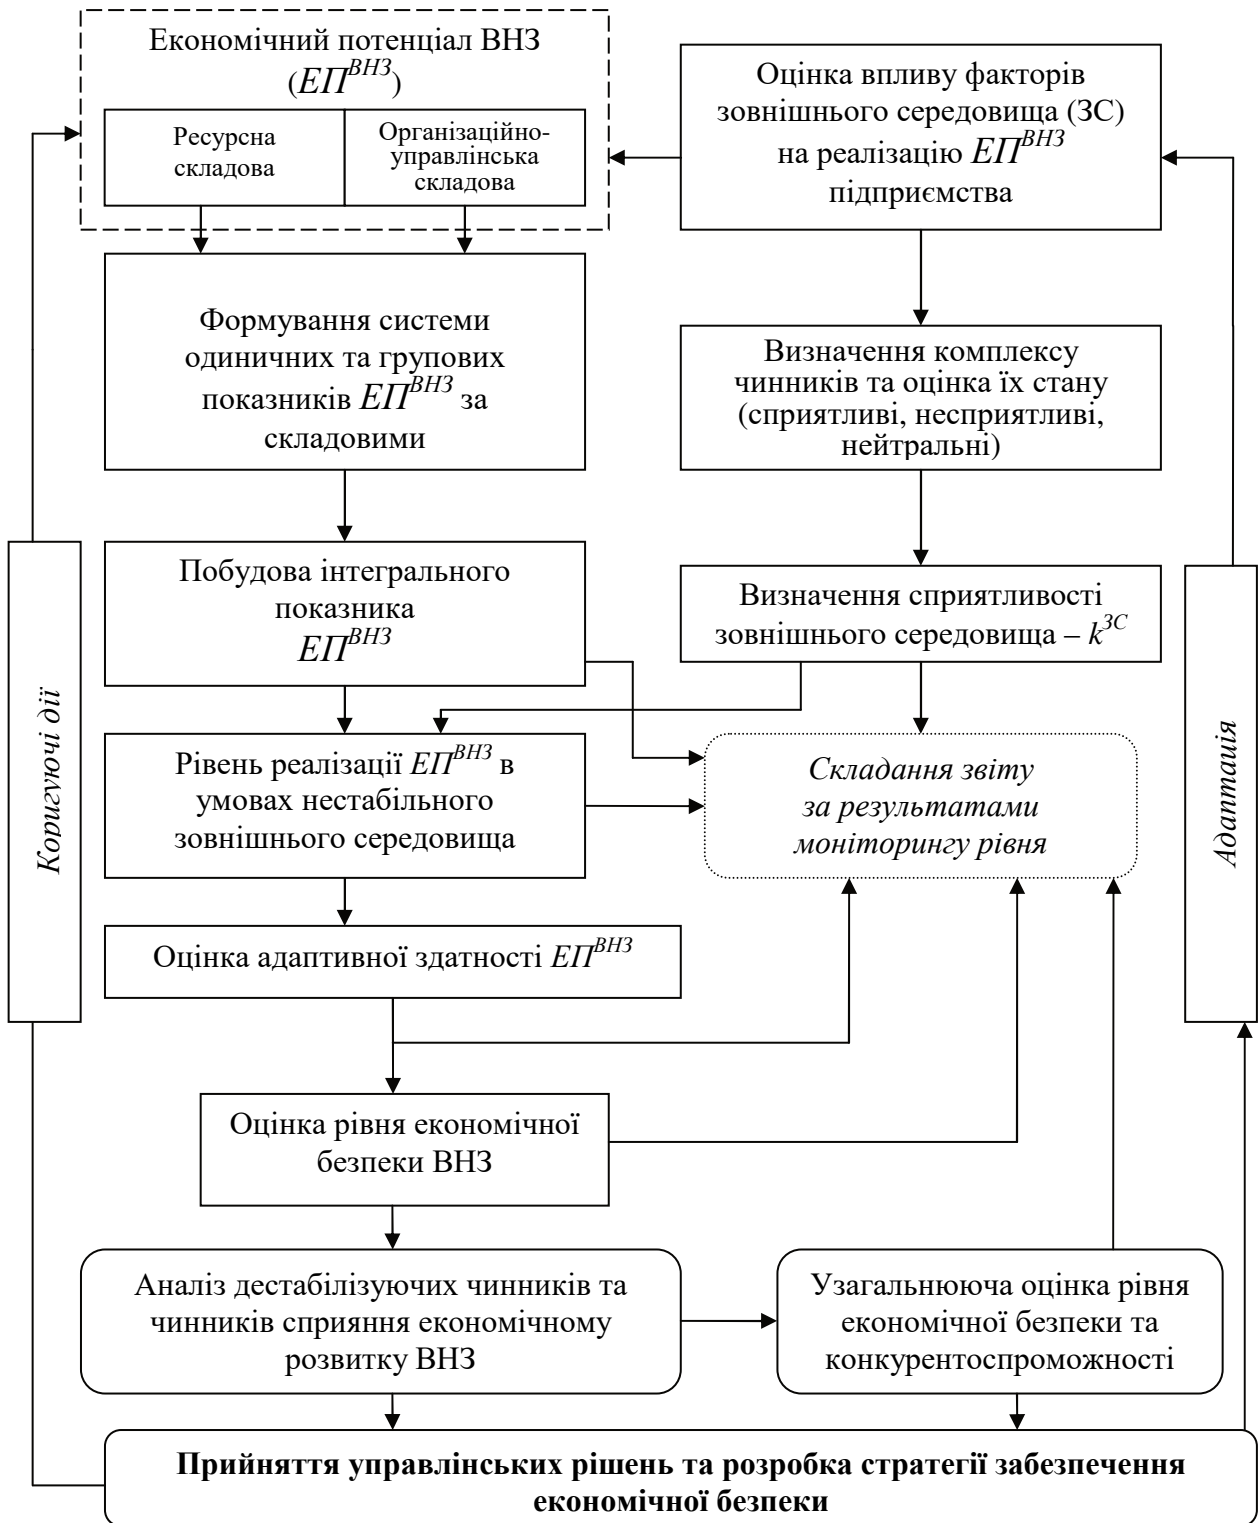 Економічний потенціал ВНЗ
(ЕП^ВНЗ)
Ресурсна
складова
Організаційно-
управлінська
складова
Оцінка впливу факторів
зовнішнього середовища (ЗС)
на реалізацію ЕП^ВНЗ
підприємства
Формування системи
одиничних та групових
показників ЕП^ВНЗ за
складовими
Визначення комплексу
чинників та оцінка їх стану
(сприятливі, несприятливі,
нейтральні)
Побудова інтегрального
показника
ЕП^ВНЗ
Визначення сприятливості
зовнішнього середовища – k^ЗС
Коригуючі дії
Адаптація
Рівень реалізації ЕП^ВНЗ в
умовах нестабільного
зовнішнього середовища
Складання звіту
за результатами
моніторингу рівня
Оцінка адаптивної здатності ЕП^ВНЗ
Оцінка рівня економічної
безпеки ВНЗ
Аналіз дестабілізуючих чинників та
чинників сприяння економічному
розвитку ВНЗ
Узагальнююча оцінка рівня
економічної безпеки та
конкурентоспроможності
Прийняття управлінських рішень та розробка стратегії забезпечення
економічної безпеки